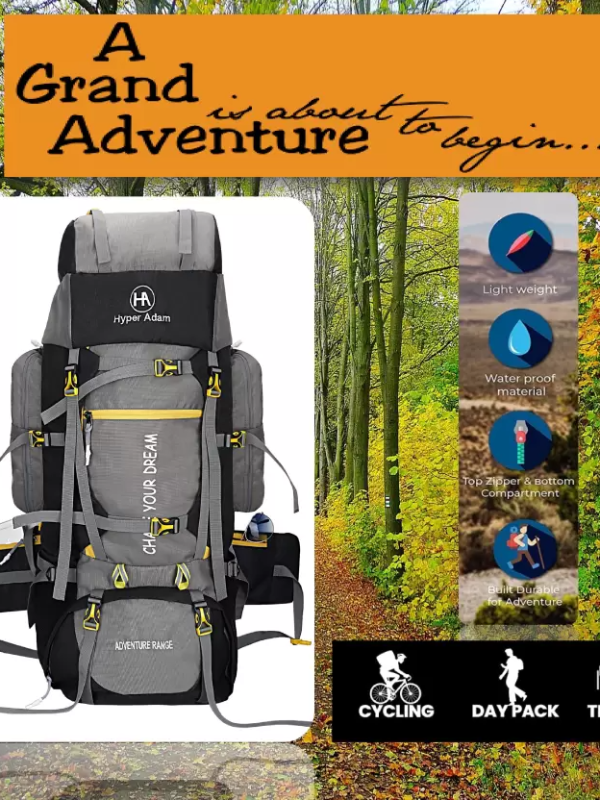 A
Grand
is about to begin...
Adventure
HA
Hyper Adam
YOUR DREAM
ADVENTURE RANGE
Light weight
Water proof
material
Top Zipper & Bottom
Compartment
Built Durable
for Adventure
CYCLING
DAY PACK